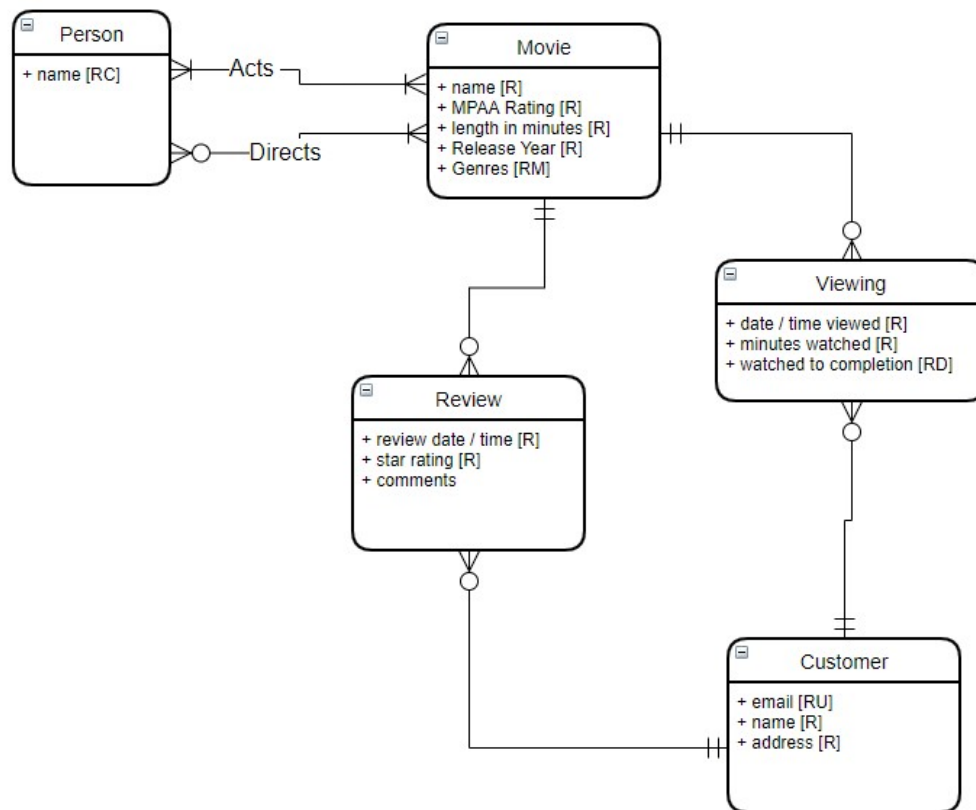 Person
+ name [RC]
Acts
Directs
Movie
+ name [R]
+ MPAA Rating [R]
+ length in minutes [R]
+ Release Year [R]
+ Genres [RM]
Viewing
+ date / time viewed [R]
+ minutes watched [R]
+ watched to completion [RD]
Review
+ review date / time [R]
+ star rating [R]
+ comments
Customer
+ email [RU]
+ name [R]
+ address [R]